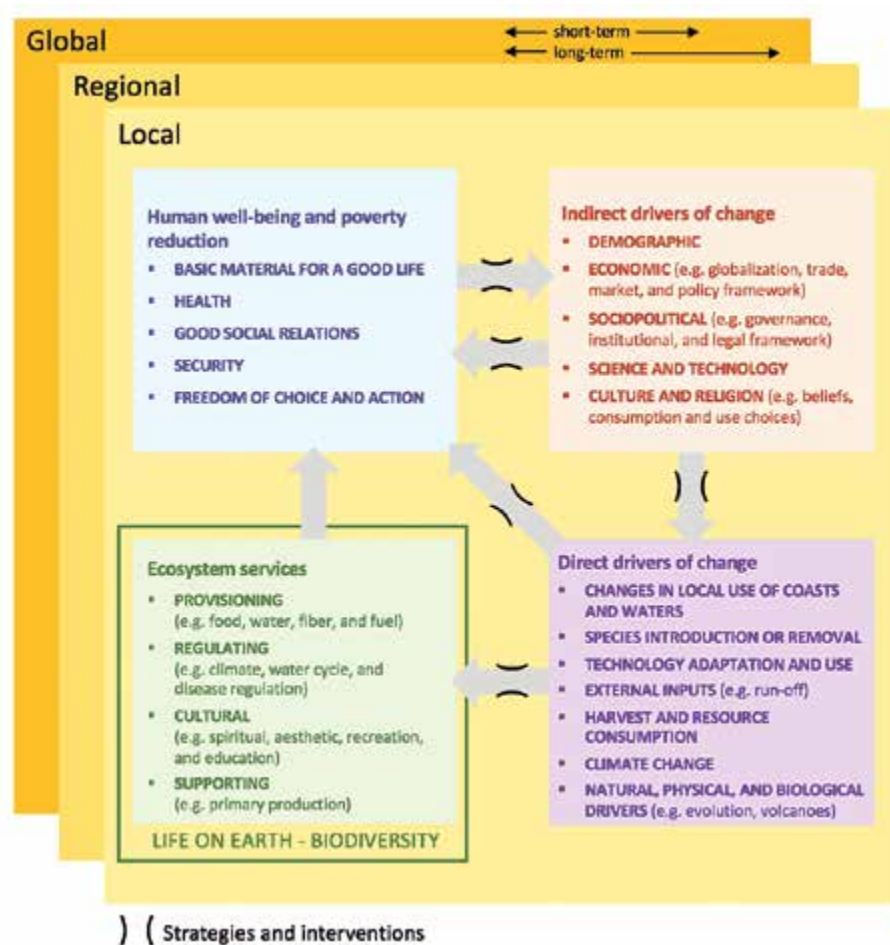 Global
short-term
long-term
Regional
Local
Human well-being and poverty
reduction
▪ BASIC MATERIAL FOR A GOOD LIFE
▪ HEALTH
▪ GOOD SOCIAL RELATIONS
▪ SECURITY
▪ FREEDOM OF CHOICE AND ACTION
Indirect drivers of change
▪ DEMOGRAPHIC
▪ ECONOMIC (e.g. globalization, trade,
market, and policy framework)
▪ SOCIOPOLITICAL (e.g. governance,
institutional, and legal framework)
▪ SCIENCE AND TECHNOLOGY
▪ CULTURE AND RELIGION (e.g. beliefs,
consumption and use choices)
Ecosystem services
▪ PROVISIONING
(e.g. food, water, fiber, and fuel)
▪ REGULATING
(e.g. climate, water cycle, and
disease regulation)
▪ CULTURAL
(e.g. spiritual, aesthetic, recreation,
and education)
▪ SUPPORTING
(e.g. primary production)
LIFE ON EARTH - BIODIVERSITY
Direct drivers of change
▪ CHANGES IN LOCAL USE OF COASTS
AND WATERS
▪ SPECIES INTRODUCTION OR REMOVAL
▪ TECHNOLOGY ADAPTATION AND USE
▪ EXTERNAL INPUTS (e.g. run-off)
▪ HARVEST AND RESOURCE
CONSUMPTION
▪ CLIMATE CHANGE
▪ NATURAL, PHYSICAL, AND BIOLOGICAL
DRIVERS (e.g. evolution, volcanoes)
) ( Strategies and interventions